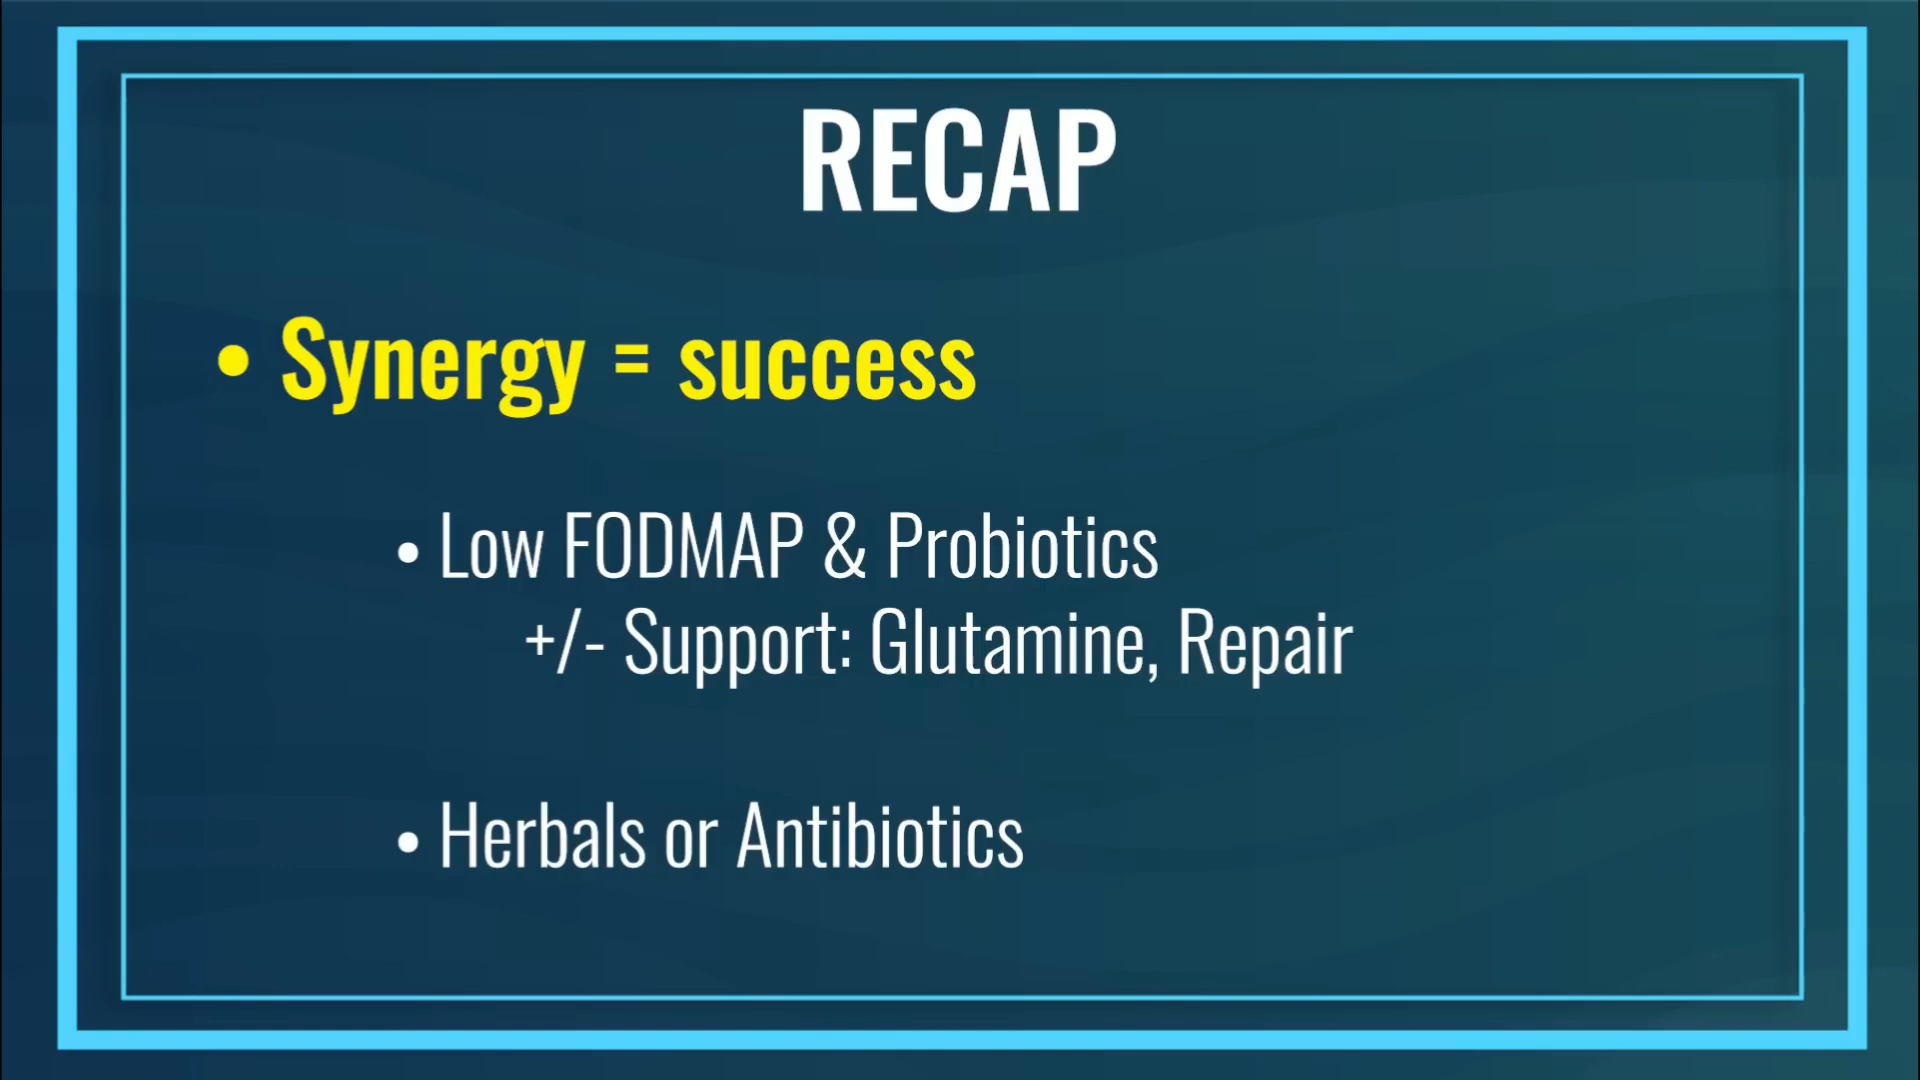 RECAP
• Synergy = success
• Low FODMAP & Probiotics
+/- Support: Glutamine, Repair
• Herbals or Antibiotics